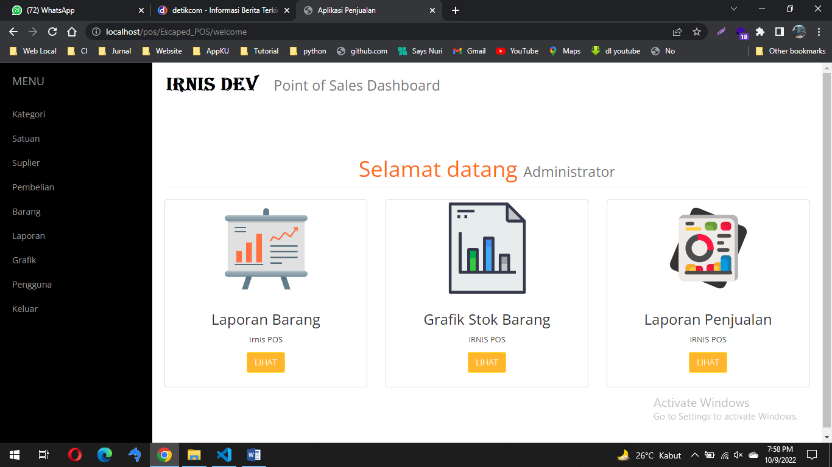 (72) WhatsApp
detikcom - Informasi Berita Terki
Aplikasi Penjualan
localhost/pos/Escaped_POS/welcome
18
Web Local
CI
Jurnal
Website
AppKU
Tutorial
python
github.com
Says Nuri
Gmail
YouTube
Maps
dl youtube
No
Other bookmarks
MENU
Kategori
Satuan
Suplier
Pembelian
Barang
Laporan
Grafik
Pengguna
Keluar
IRNIS DEV
Point of Sales Dashboard
Selamat datang Administrator
Laporan Barang
Irnis POS
LIHAT
Grafik Stok Barang
IRNIS POS
LIHAT
Laporan Penjualan
IRNIS POS
LIHAT
Activate Windows
Go to Settings to activate Windows.
26°C Kabut
7:58 PM
10/9/2022